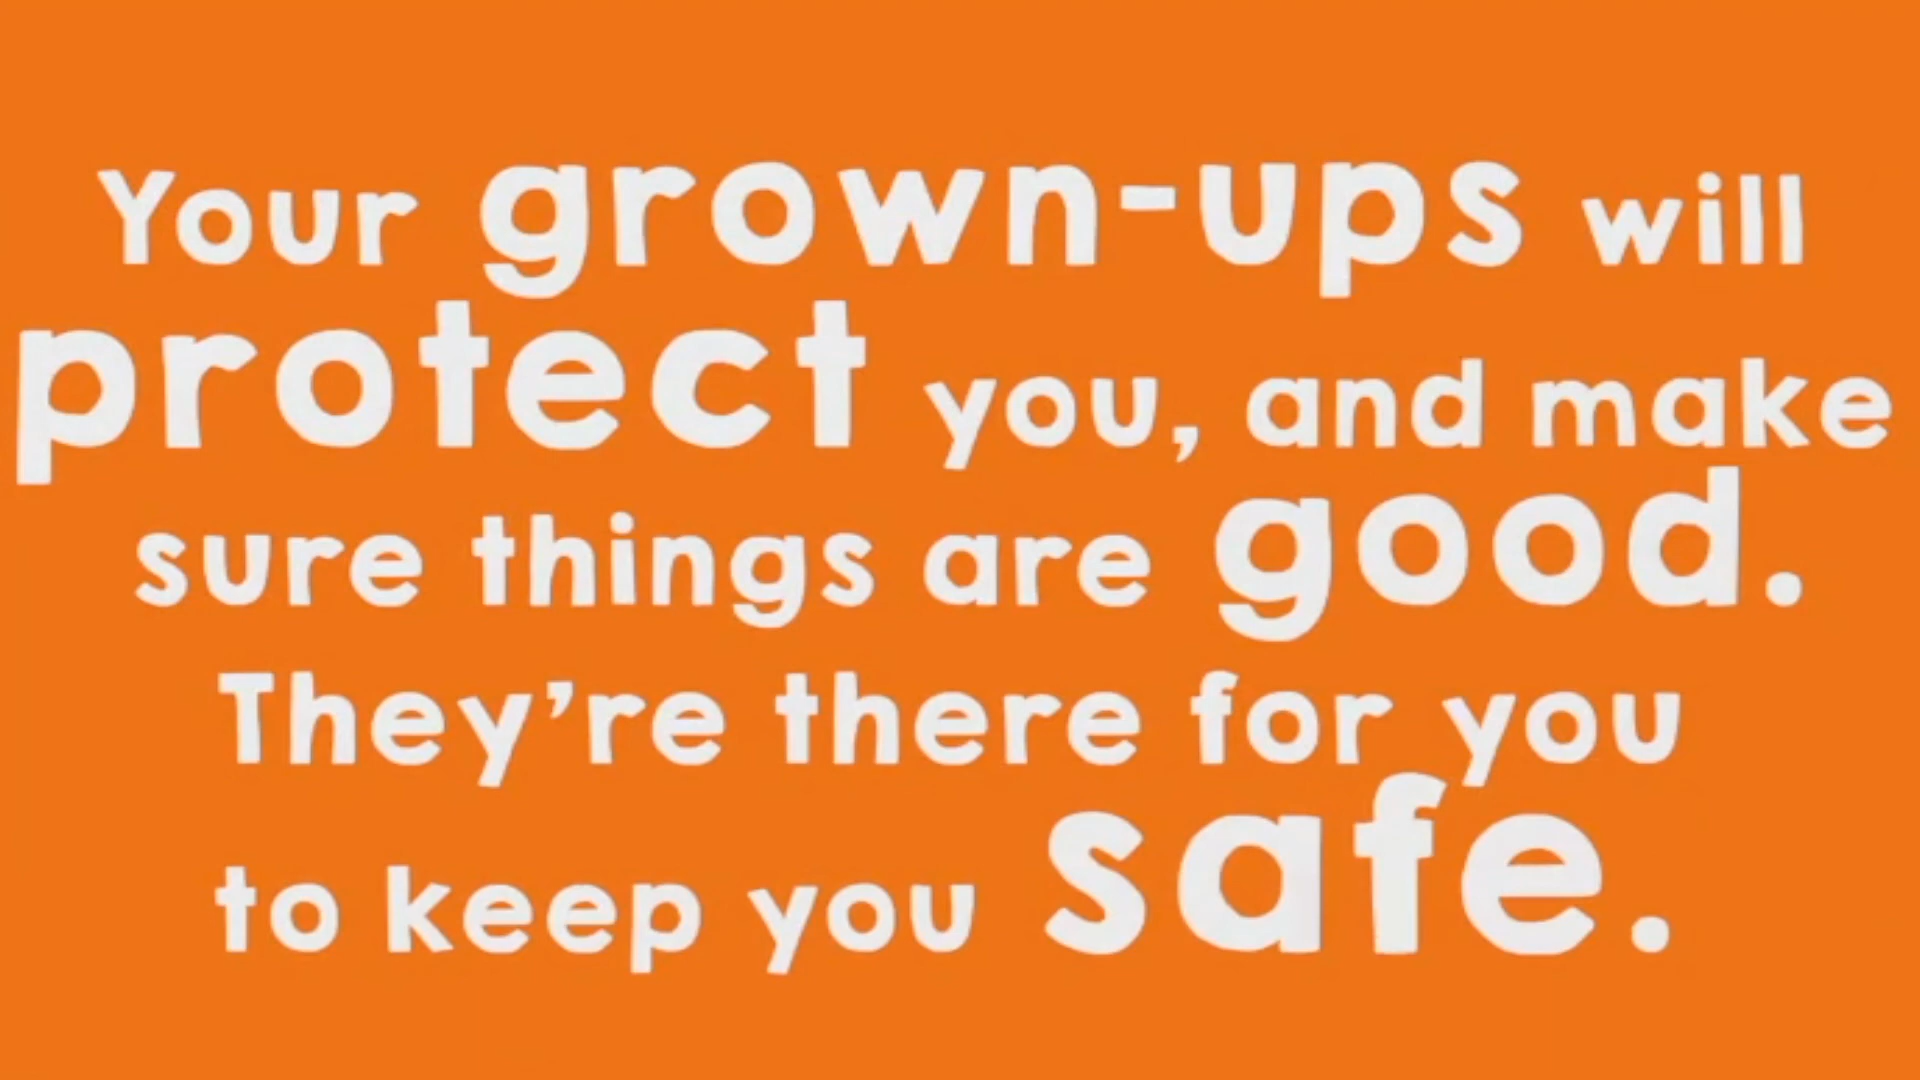 Your grown-ups will
protect you, and make
sure things are good.
They’re there for you
to keep you safe.